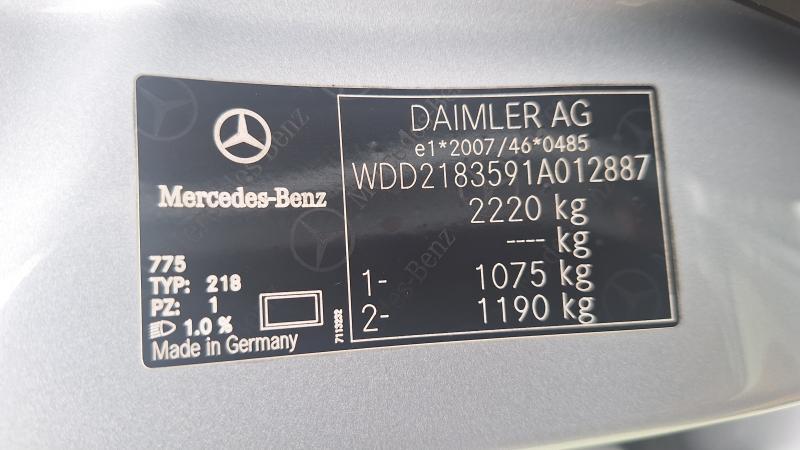 Mercedes-Benz
775
TYP: 218
PZ: 1
1.0 %
Made in Germany
7113232
DAIMLER AG
e1*2007/46*0485
WDD2183591A012887
2220 kg
---- kg
1- 1075 kg
2- 1190 kg